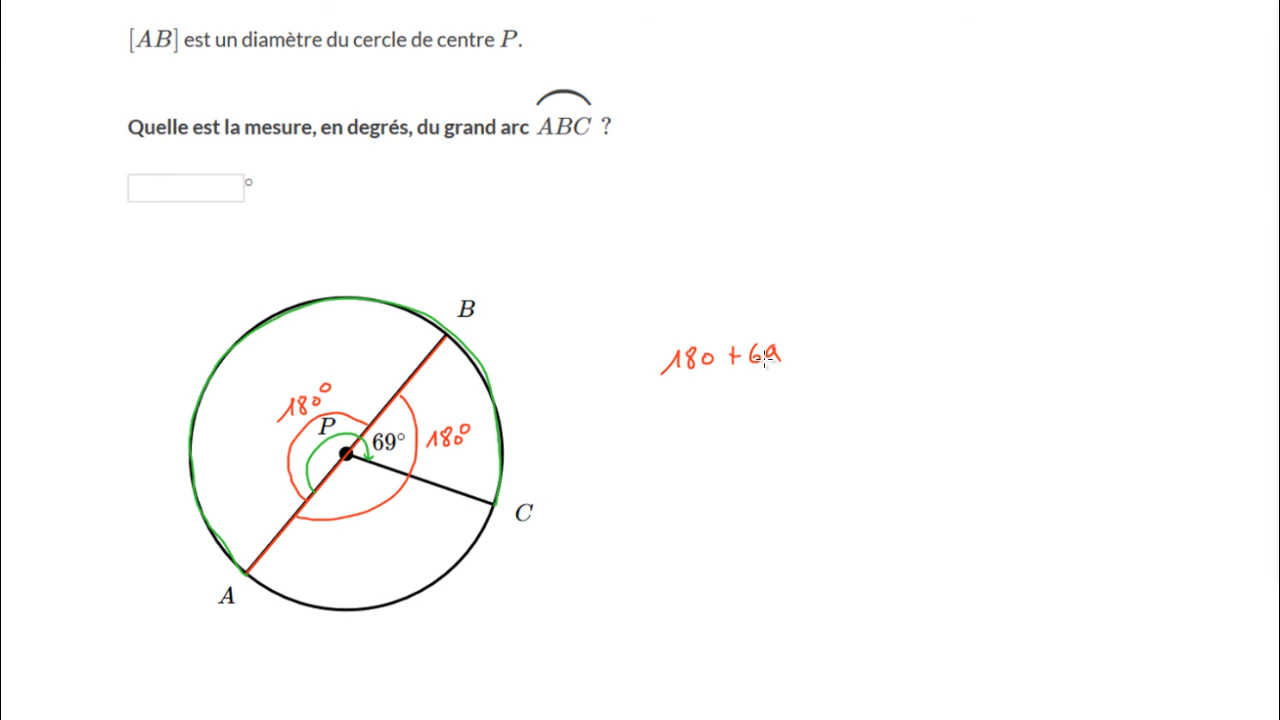 [AB] est un diamètre du cercle de centre P.
Quelle est la mesure, en degrés, du grand arc ABC ?
°
B
180 + 69
180°
P
69°
180°
C
A